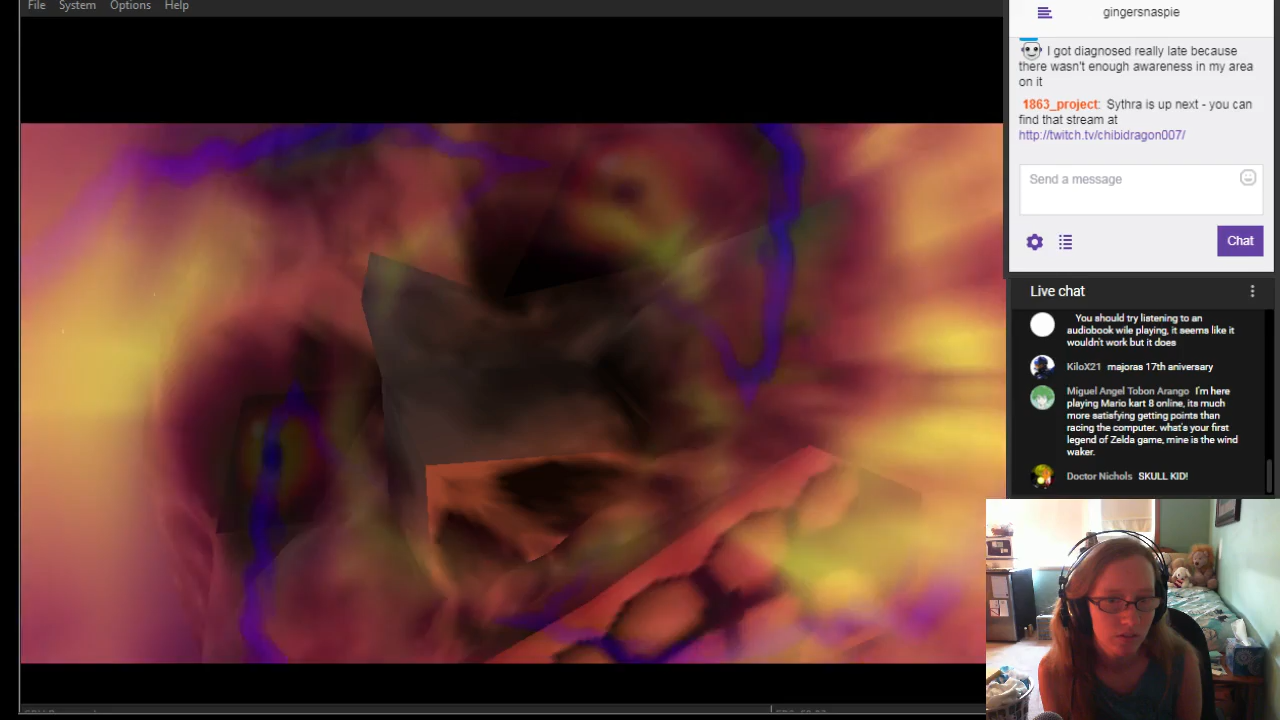 File System Options Help
gingersnaspie
I got diagnosed really late because
there wasn't enough awareness in my area
on it
1863_project: Sythra is up next - you can
find that stream at
http://twitch.tv/chibidragon007/
Send a message
Chat
Live chat
You should try listening to an
audiobook wile playing, it seems like it
wouldn't work but it does
KiloX21 majoras 17th aniversary
Miguel Angel Tobon Arango I'm here
playing Mario kart 8 online, its much
more satisfying getting points than
racing the computer. what's your first
legend of Zelda game, mine is the wind
waker.
Doctor Nichols SKULL KID!